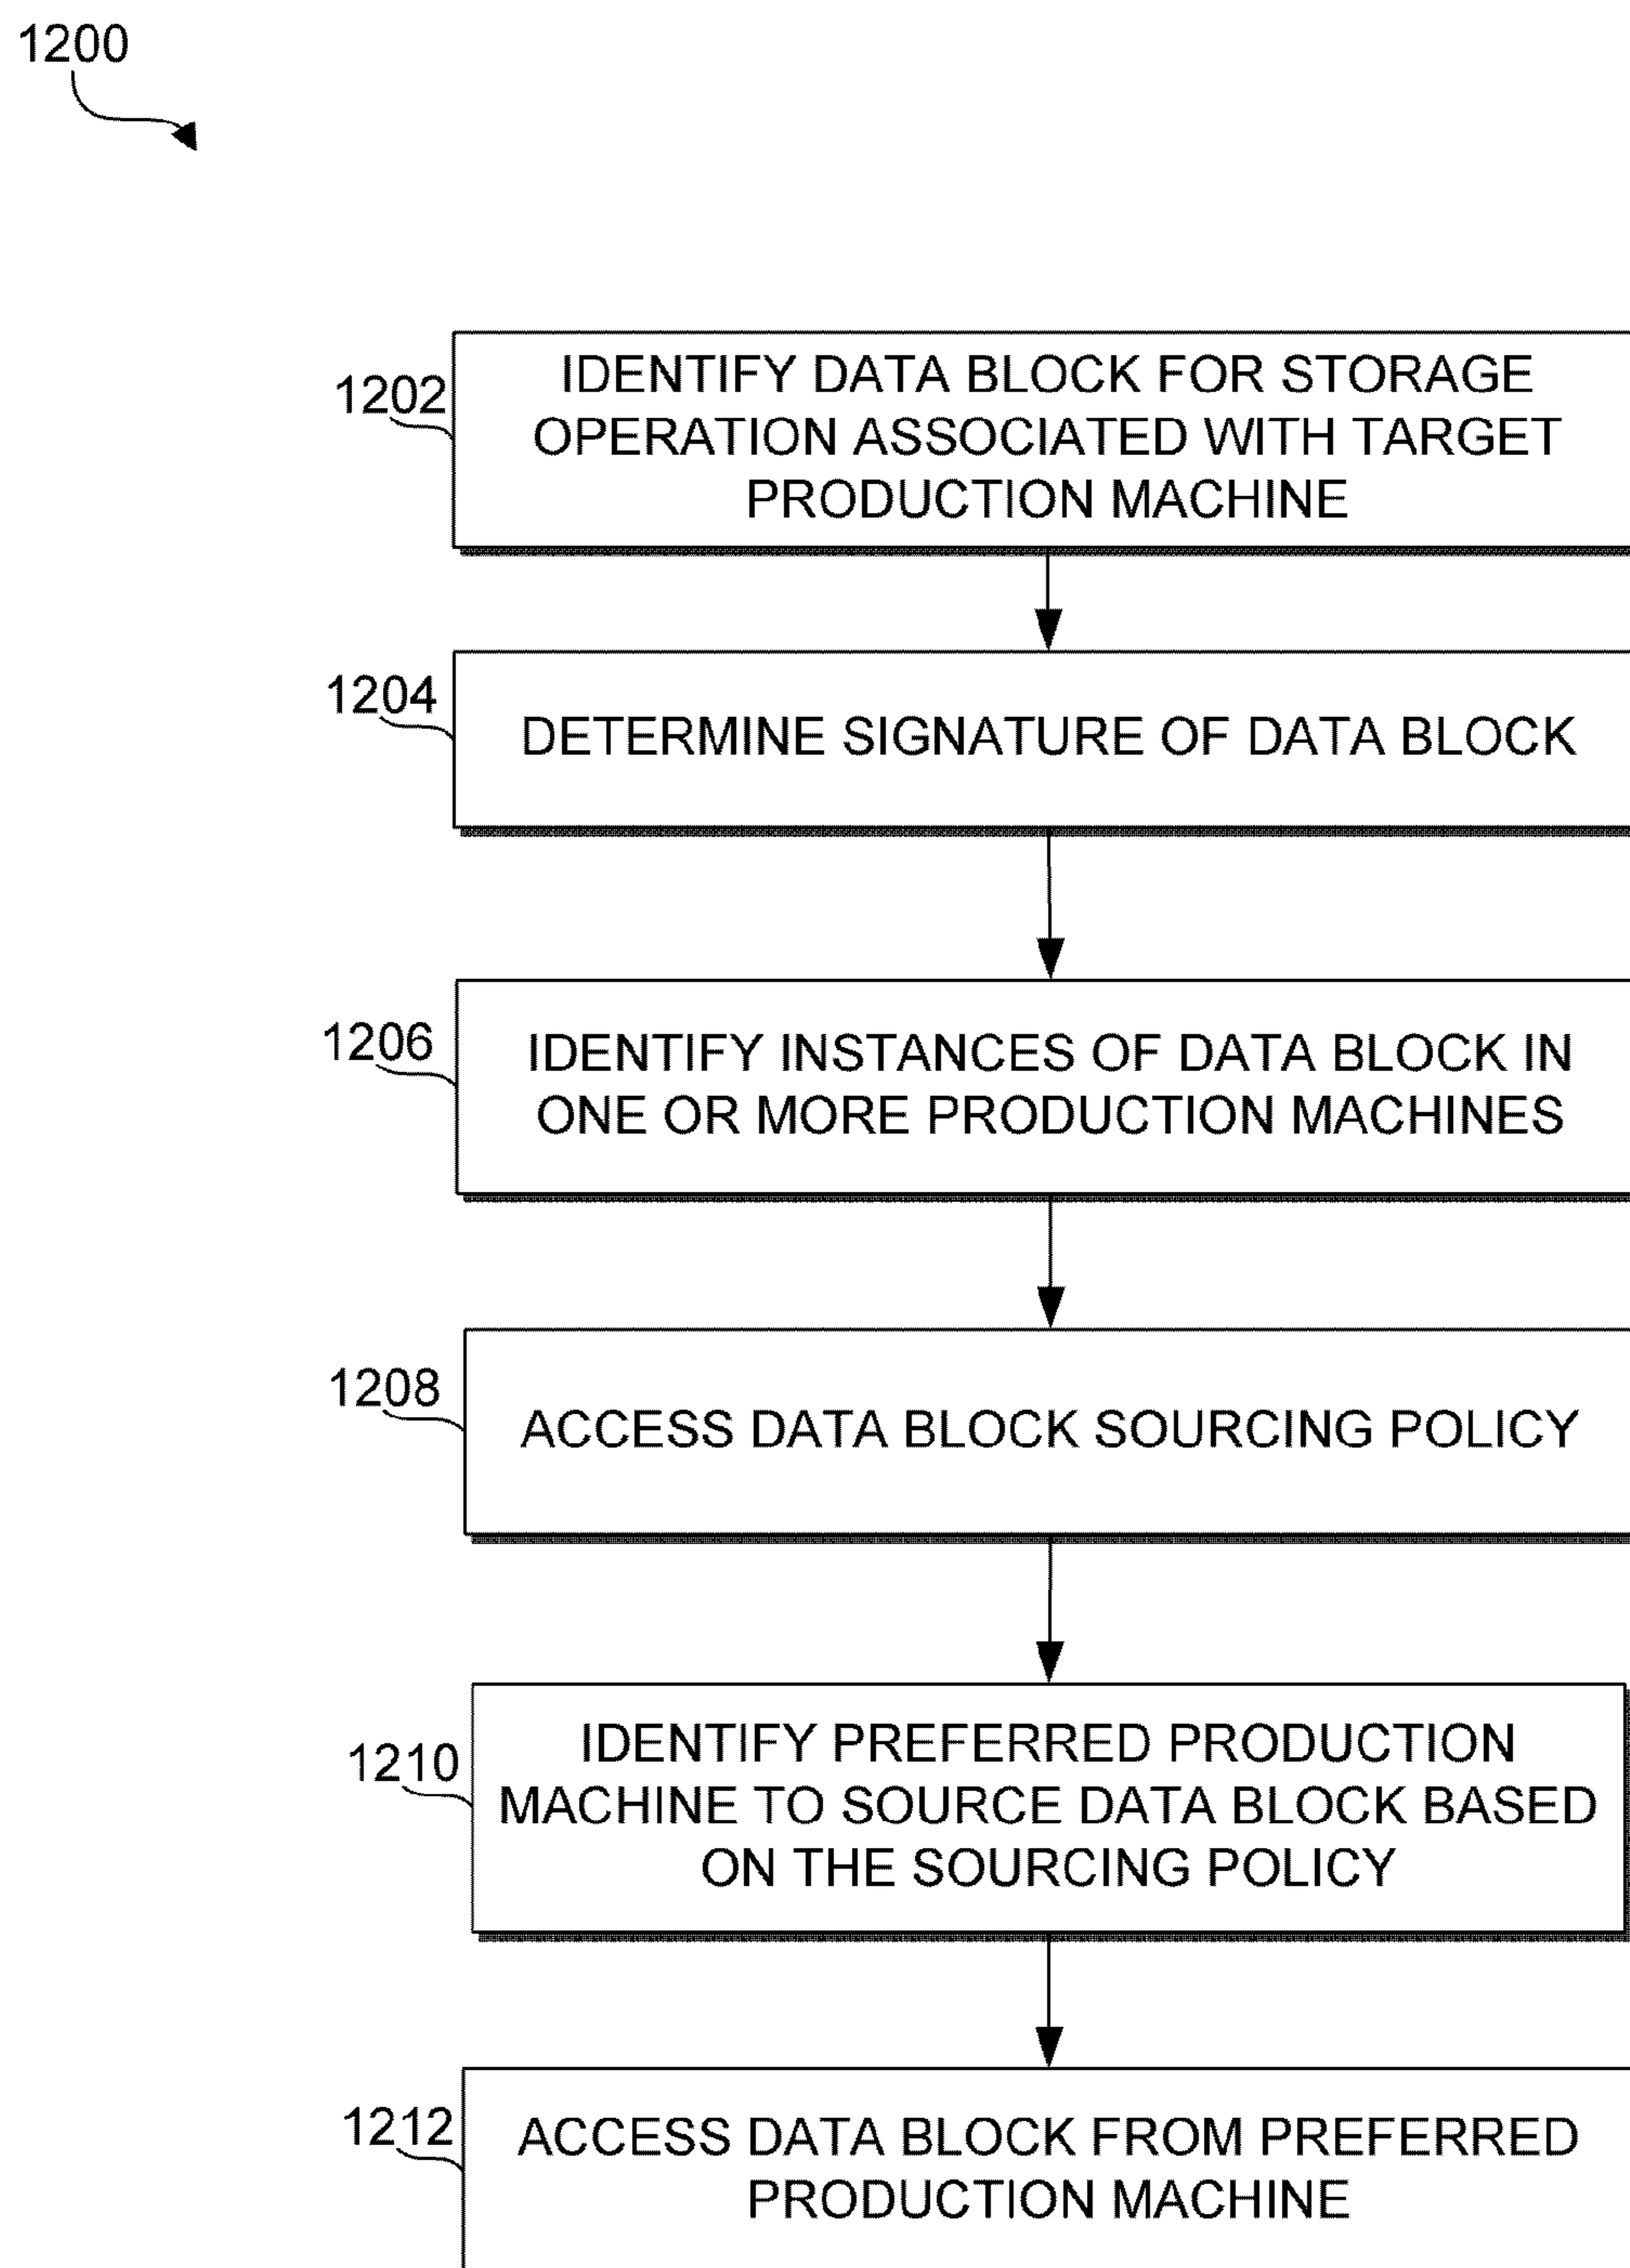 1200
1202
IDENTIFY DATA BLOCK FOR STORAGE
OPERATION ASSOCIATED WITH TARGET
PRODUCTION MACHINE
1204
DETERMINE SIGNATURE OF DATA BLOCK
1206
IDENTIFY INSTANCES OF DATA BLOCK IN
ONE OR MORE PRODUCTION MACHINES
1208
ACCESS DATA BLOCK SOURCING POLICY
1210
IDENTIFY PREFERRED PRODUCTION
MACHINE TO SOURCE DATA BLOCK BASED
ON THE SOURCING POLICY
1212
ACCESS DATA BLOCK FROM PREFERRED
PRODUCTION MACHINE